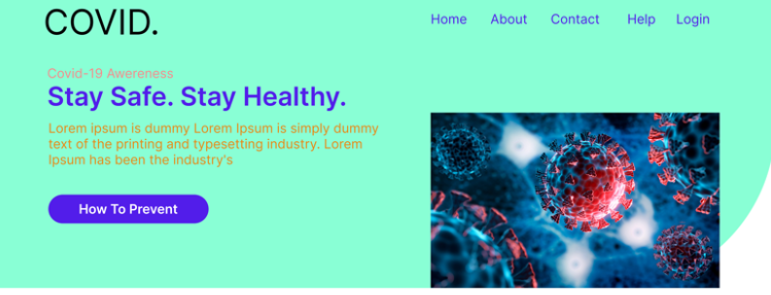 COVID.
Home About Contact Help Login
Covid-19 Awereness
Stay Safe. Stay Healthy.
Lorem ipsum is dummy Lorem Ipsum is simply dummy
text of the printing and typesetting industry. Lorem
Ipsum has been the industry's
How To Prevent